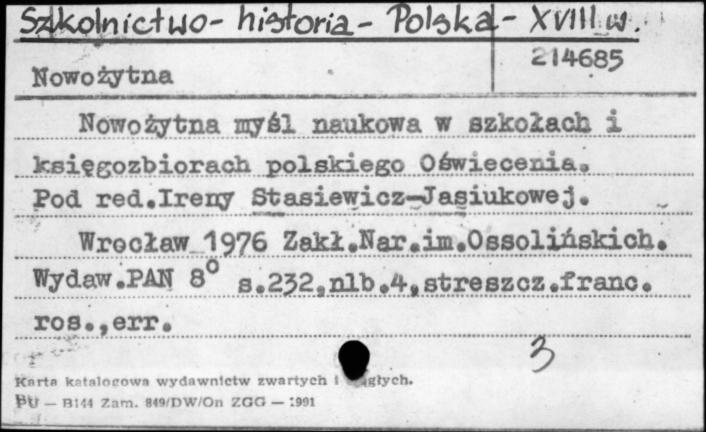 Szkolnictwo - historia - Polska - XVIII w.
214685
Nowożytna
Nowożytna myśl naukowa w szkołach i
księgozbiorach polskiego Oświecenia.
Pod red.Ireny Stasiewicz-Jasiukowej.
Wrocław 1976 Zakł.Nar.im.Ossolińskich.
Wydaw.PAN 8° s.232,nlb.4,streszcz.franc.
ros.,err.
3
Karta katalogowa wydawnictw zwartych i
PU — B144 Zam. 849/DW/On ZGG — 1991